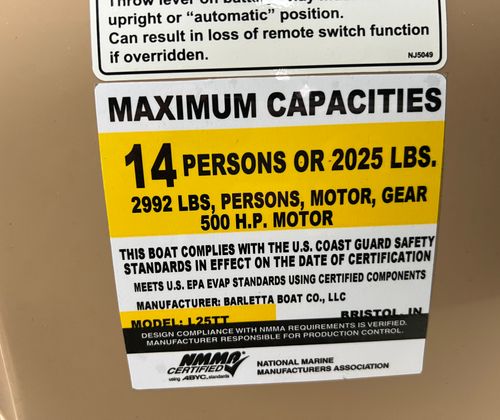 upright or “automatic” position.
Can result in loss of remote switch function
if overridden.
NJ5049
MAXIMUM CAPACITIES
14 PERSONS OR 2025 LBS.
2992 LBS, PERSONS, MOTOR, GEAR
500 H.P. MOTOR
THIS BOAT COMPLIES WITH THE U.S. COAST GUARD SAFETY
STANDARDS IN EFFECT ON THE DATE OF CERTIFICATION
MEETS U.S. EPA EVAP STANDARDS USING CERTIFIED COMPONENTS
MANUFACTURER: BARLETTA BOAT CO., LLC
MODEL: L25TT BRISTOL, IN
DESIGN COMPLIANCE WITH NMMA REQUIREMENTS IS VERIFIED.
MANUFACTURER RESPONSIBLE FOR PRODUCTION CONTROL.
NMMA
CERTIFIED
using ABYC. standards
NATIONAL MARINE
MANUFACTURERS ASSOCIATION